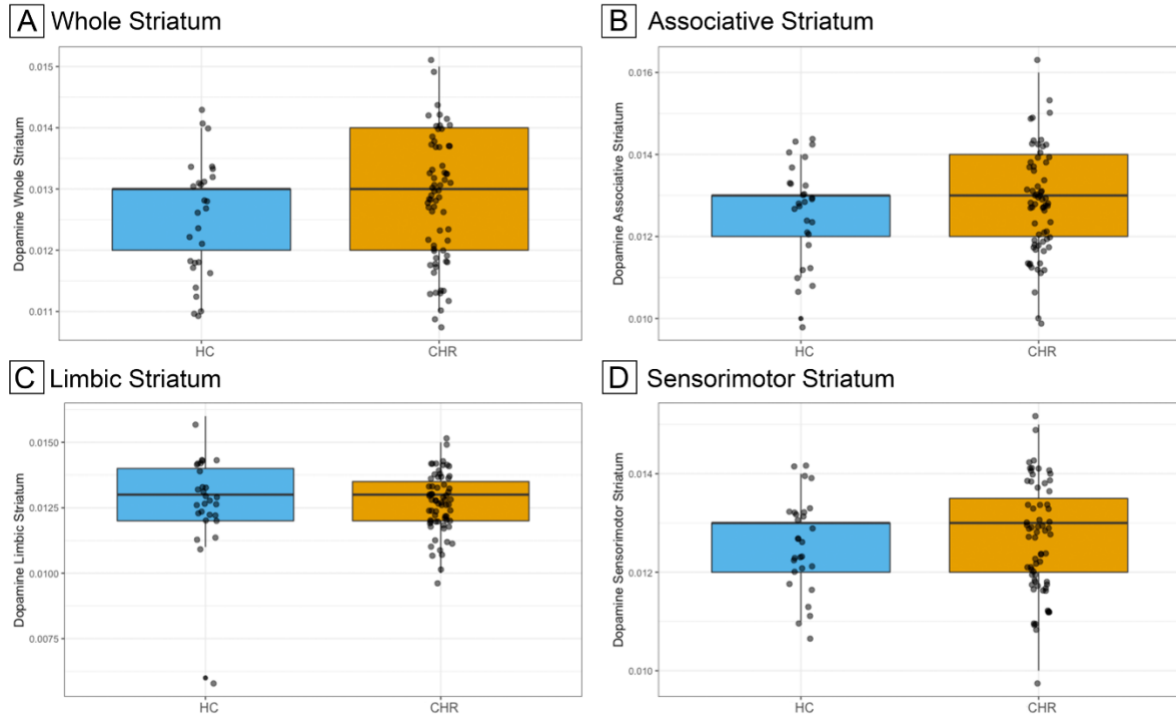 A Whole Striatum
Dopamine Whole Striatum
0.015
0.014
0.013
0.012
0.011
HC CHR
B Associative Striatum
Dopamine Associative Striatum
0.016
0.014
0.012
0.010
HC CHR
C Limbic Striatum
Dopamine Limbic Striatum
0.0150
0.0125
0.0100
0.0075
HC CHR
D Sensorimotor Striatum
Dopamine Sensorimotor Striatum
0.014
0.012
0.010
HC CHR